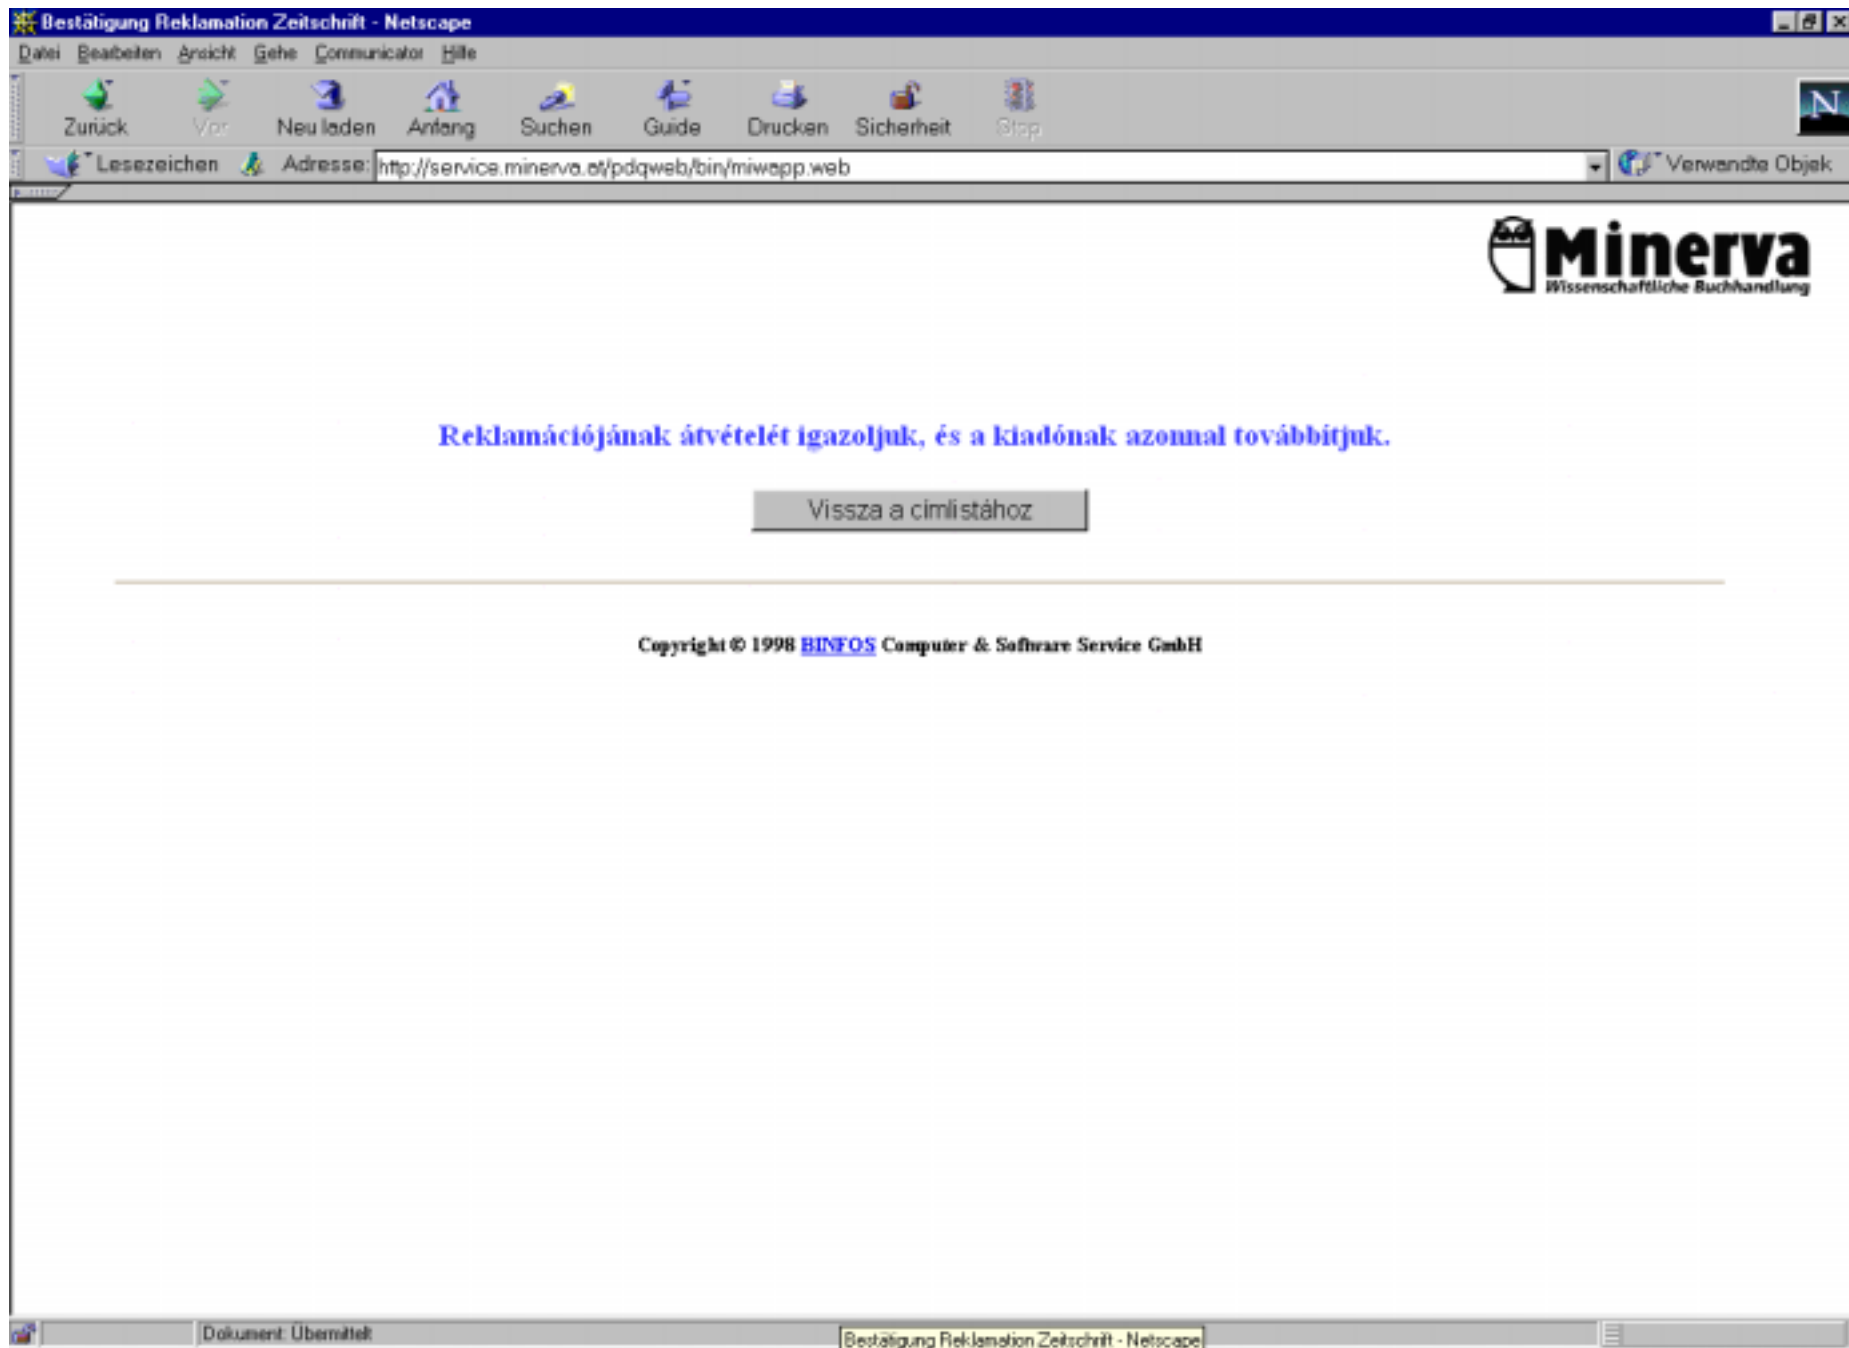 Bestätigung Reklamation Zeitschrift - Netscape
Datei Bearbeiten Ansicht Gehe Communicator Hilfe
Zurück Vor Neu laden Anfang Suchen Guide Drucken Sicherheit Stop
N
Lesezeichen Adresse: http://service.minerva.at/pdqweb/bin/miwapp.web Verwandte Objek
Minerva
Wissenschaftliche Buchhandlung
Reklamációjának átvételét igazoljuk, és a kiadónak azonnal továbbítjuk.
Vissza a címlistához
Copyright © 1998 BINFOS Computer & Software Service GmbH
Dokument: Übermittelt
Bestätigung Reklamation Zeitschrift - Netscape